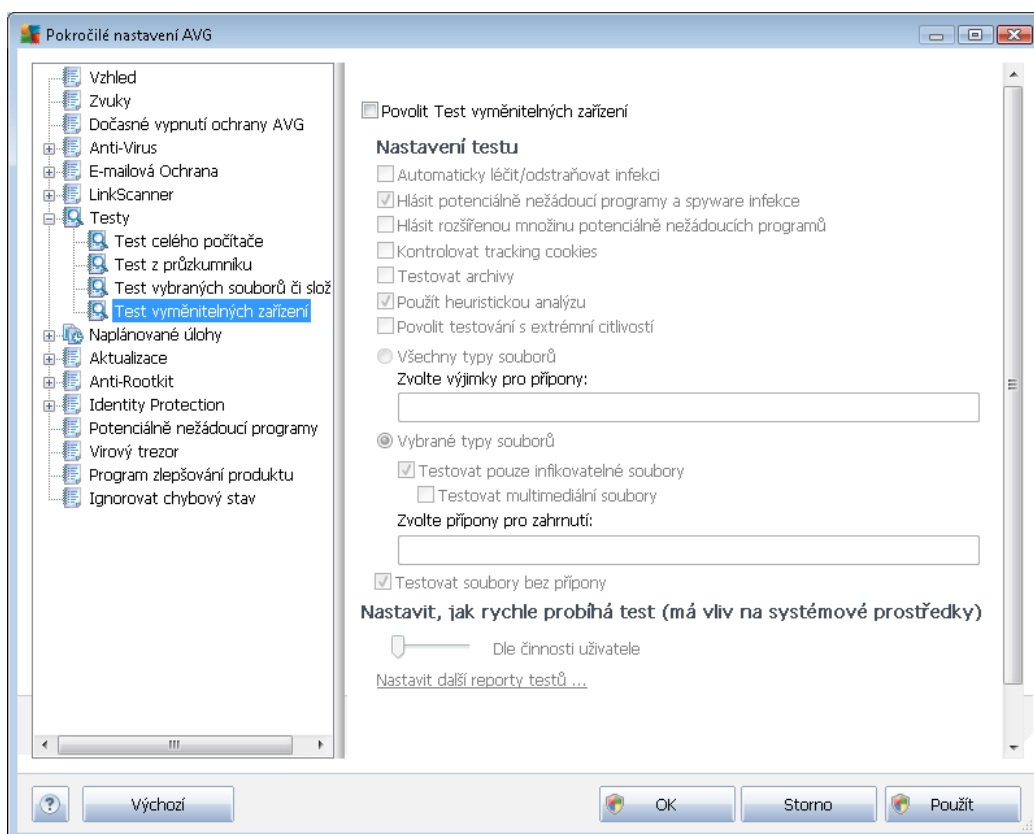 Pokročilé nastavení AVG
Vzhled
Zvuky
Dočasné vypnutí ochrany AVG
Anti-Virus
E-mailová Ochrana
LinkScanner
Testy
Test celého počítače
Test z průzkumníku
Test vybraných souborů či slož
Test vyměnitelných zařízení
Naplánované úlohy
Aktualizace
Anti-Rootkit
Identity Protection
Potenciálně nežádoucí programy
Virový trezor
Program zlepšování produktu
Ignorovat chybový stav
Povolit Test vyměnitelných zařízení
Nastavení testu
Automaticky léčit/odstraňovat infekci
Hlásit potenciálně nežádoucí programy a spyware infekce
Hlásit rozšířenou množinu potenciálně nežádoucích programů
Kontrolovat tracking cookies
Testovat archivy
Použít heuristickou analýzu
Povolit testování s extrémní citlivostí
Všechny typy souborů
Zvolte výjimky pro přípony:
Vybrané typy souborů
Testovat pouze infikovatelné soubory
Testovat multimediální soubory
Zvolte přípony pro zahrnutí:
Testovat soubory bez přípony
Nastavit, jak rychle probíhá test (má vliv na systémové prostředky)
Dle činnosti uživatele
Nastavit další reporty testů ...
Výchozí
OK
Storno
Použít